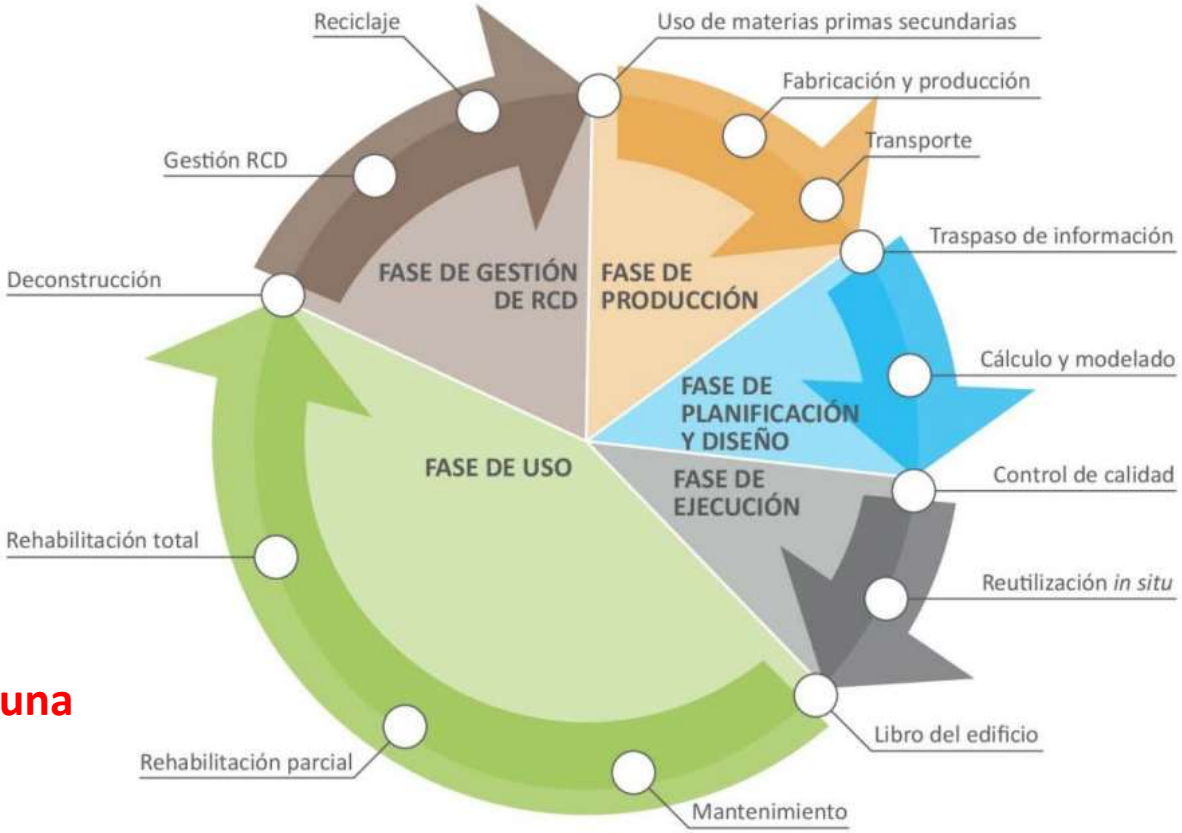 Reciclaje
Uso de materias primas secundarias
Fabricación y producción
Transporte
Gestión RCD
Traspaso de información
Deconstrucción
FASE DE GESTIÓN
DE RCD
FASE DE
PRODUCCIÓN
Cálculo y modelado
FASE DE
PLANIFICACIÓN
Y DISEÑO
FASE DE USO
FASE DE
EJECUCIÓN
Control de calidad
Rehabilitación total
Reutilización in situ
una
Libro del edificio
Rehabilitación parcial
Mantenimiento